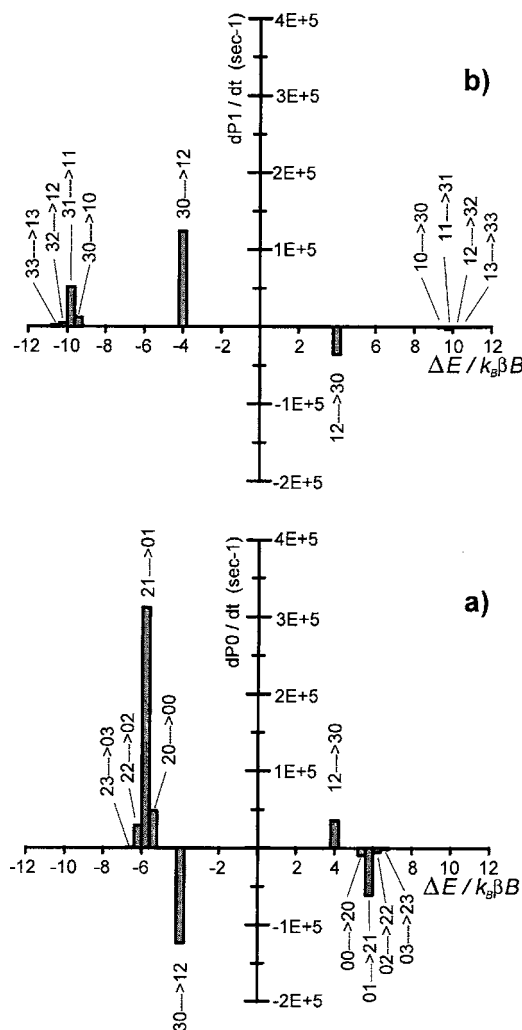 b)
dP1 / dt (sec-1)
4E+5
3E+5
2E+5
1E+5
-1E+5
-2E+5
33--->13
32--->12
31--->11
30--->10
30--->12
12--->30
10--->30
11--->31
12--->32
13--->33
-12 -10 -8 -6 -4 -2 2 4 6 8 10 12
ΔE / k_BβB
a)
dP0 / dt (sec-1)
4E+5
3E+5
2E+5
1E+5
-1E+5
-2E+5
23--->03
22--->02
21--->01
20--->00
30--->12
12--->30
00--->20
01--->21
02--->22
03--->23
-12 -10 -8 -6 -4 -2 2 4 6 8 10 12
ΔE / k_BβB